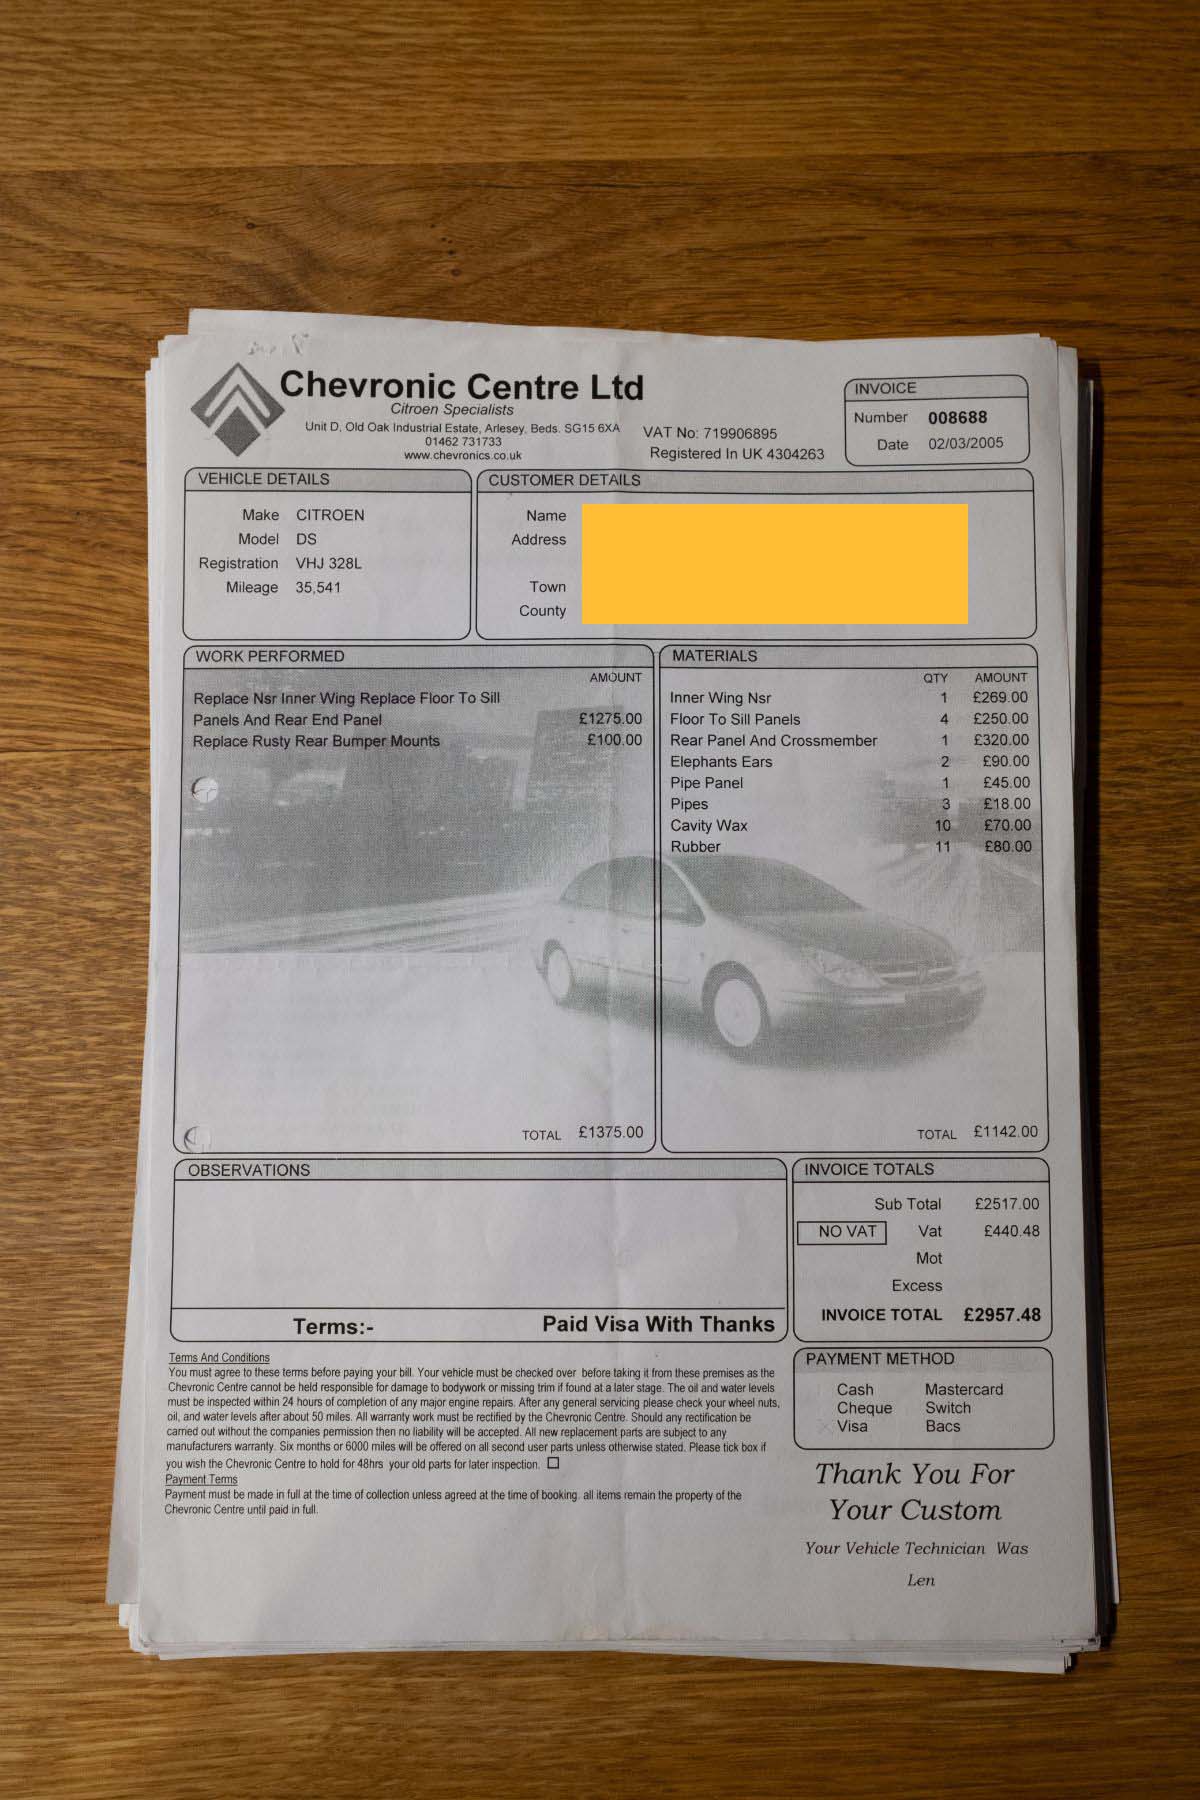 Chevronic Centre Ltd
Citroen Specialists
Unit D, Old Oak Industrial Estate, Arlesey, Beds. SG15 6XA
01462 731733
www.chevronics.co.uk
VAT No: 719906895
Registered In UK 4304263
INVOICE
Number 008688
Date 02/03/2005
VEHICLE DETAILS
Make CITROEN
Model DS
Registration VHJ 328L
Mileage 35,541
CUSTOMER DETAILS
Name
Address
Town
County
WORK PERFORMED
AMOUNT
Replace Nsr Inner Wing Replace Floor To Sill
Panels And Rear End Panel £1275.00
Replace Rusty Rear Bumper Mounts £100.00
TOTAL £1375.00
MATERIALS
QTY AMOUNT
Inner Wing Nsr 1 £269.00
Floor To Sill Panels 4 £250.00
Rear Panel And Crossmember 1 £320.00
Elephants Ears 2 £90.00
Pipe Panel 1 £45.00
Pipes 3 £18.00
Cavity Wax 10 £70.00
Rubber 11 £80.00
TOTAL £1142.00
OBSERVATIONS
Terms:- Paid Visa With Thanks
INVOICE TOTALS
Sub Total £2517.00
NO VAT Vat £440.48
Mot
Excess
INVOICE TOTAL £2957.48
Terms And Conditions
You must agree to these terms before paying your bill. Your vehicle must be checked over before taking it from these premises as the
Chevronic Centre cannot be held responsible for damage to bodywork or missing trim if found at a later stage. The oil and water levels
must be inspected within 24 hours of completion of any major engine repairs. After any general servicing please check your wheel nuts,
oil, and water levels after about 50 miles. All warranty work must be rectified by the Chevronic Centre. Should any rectification be
carried out without the companies permission then no liability will be accepted. All new replacement parts are subject to any
manufacturers warranty. Six months or 6000 miles will be offered on all second user parts unless otherwise stated. Please tick box if
you wish the Chevronic Centre to hold for 48hrs your old parts for later inspection.
Payment Terms
Payment must be made in full at the time of collection unless agreed at the time of booking. all items remain the property of the
Chevronic Centre until paid in full.
PAYMENT METHOD
Cash Mastercard
Cheque Switch
X Visa Bacs
Thank You For
Your Custom
Your Vehicle Technician Was
Len